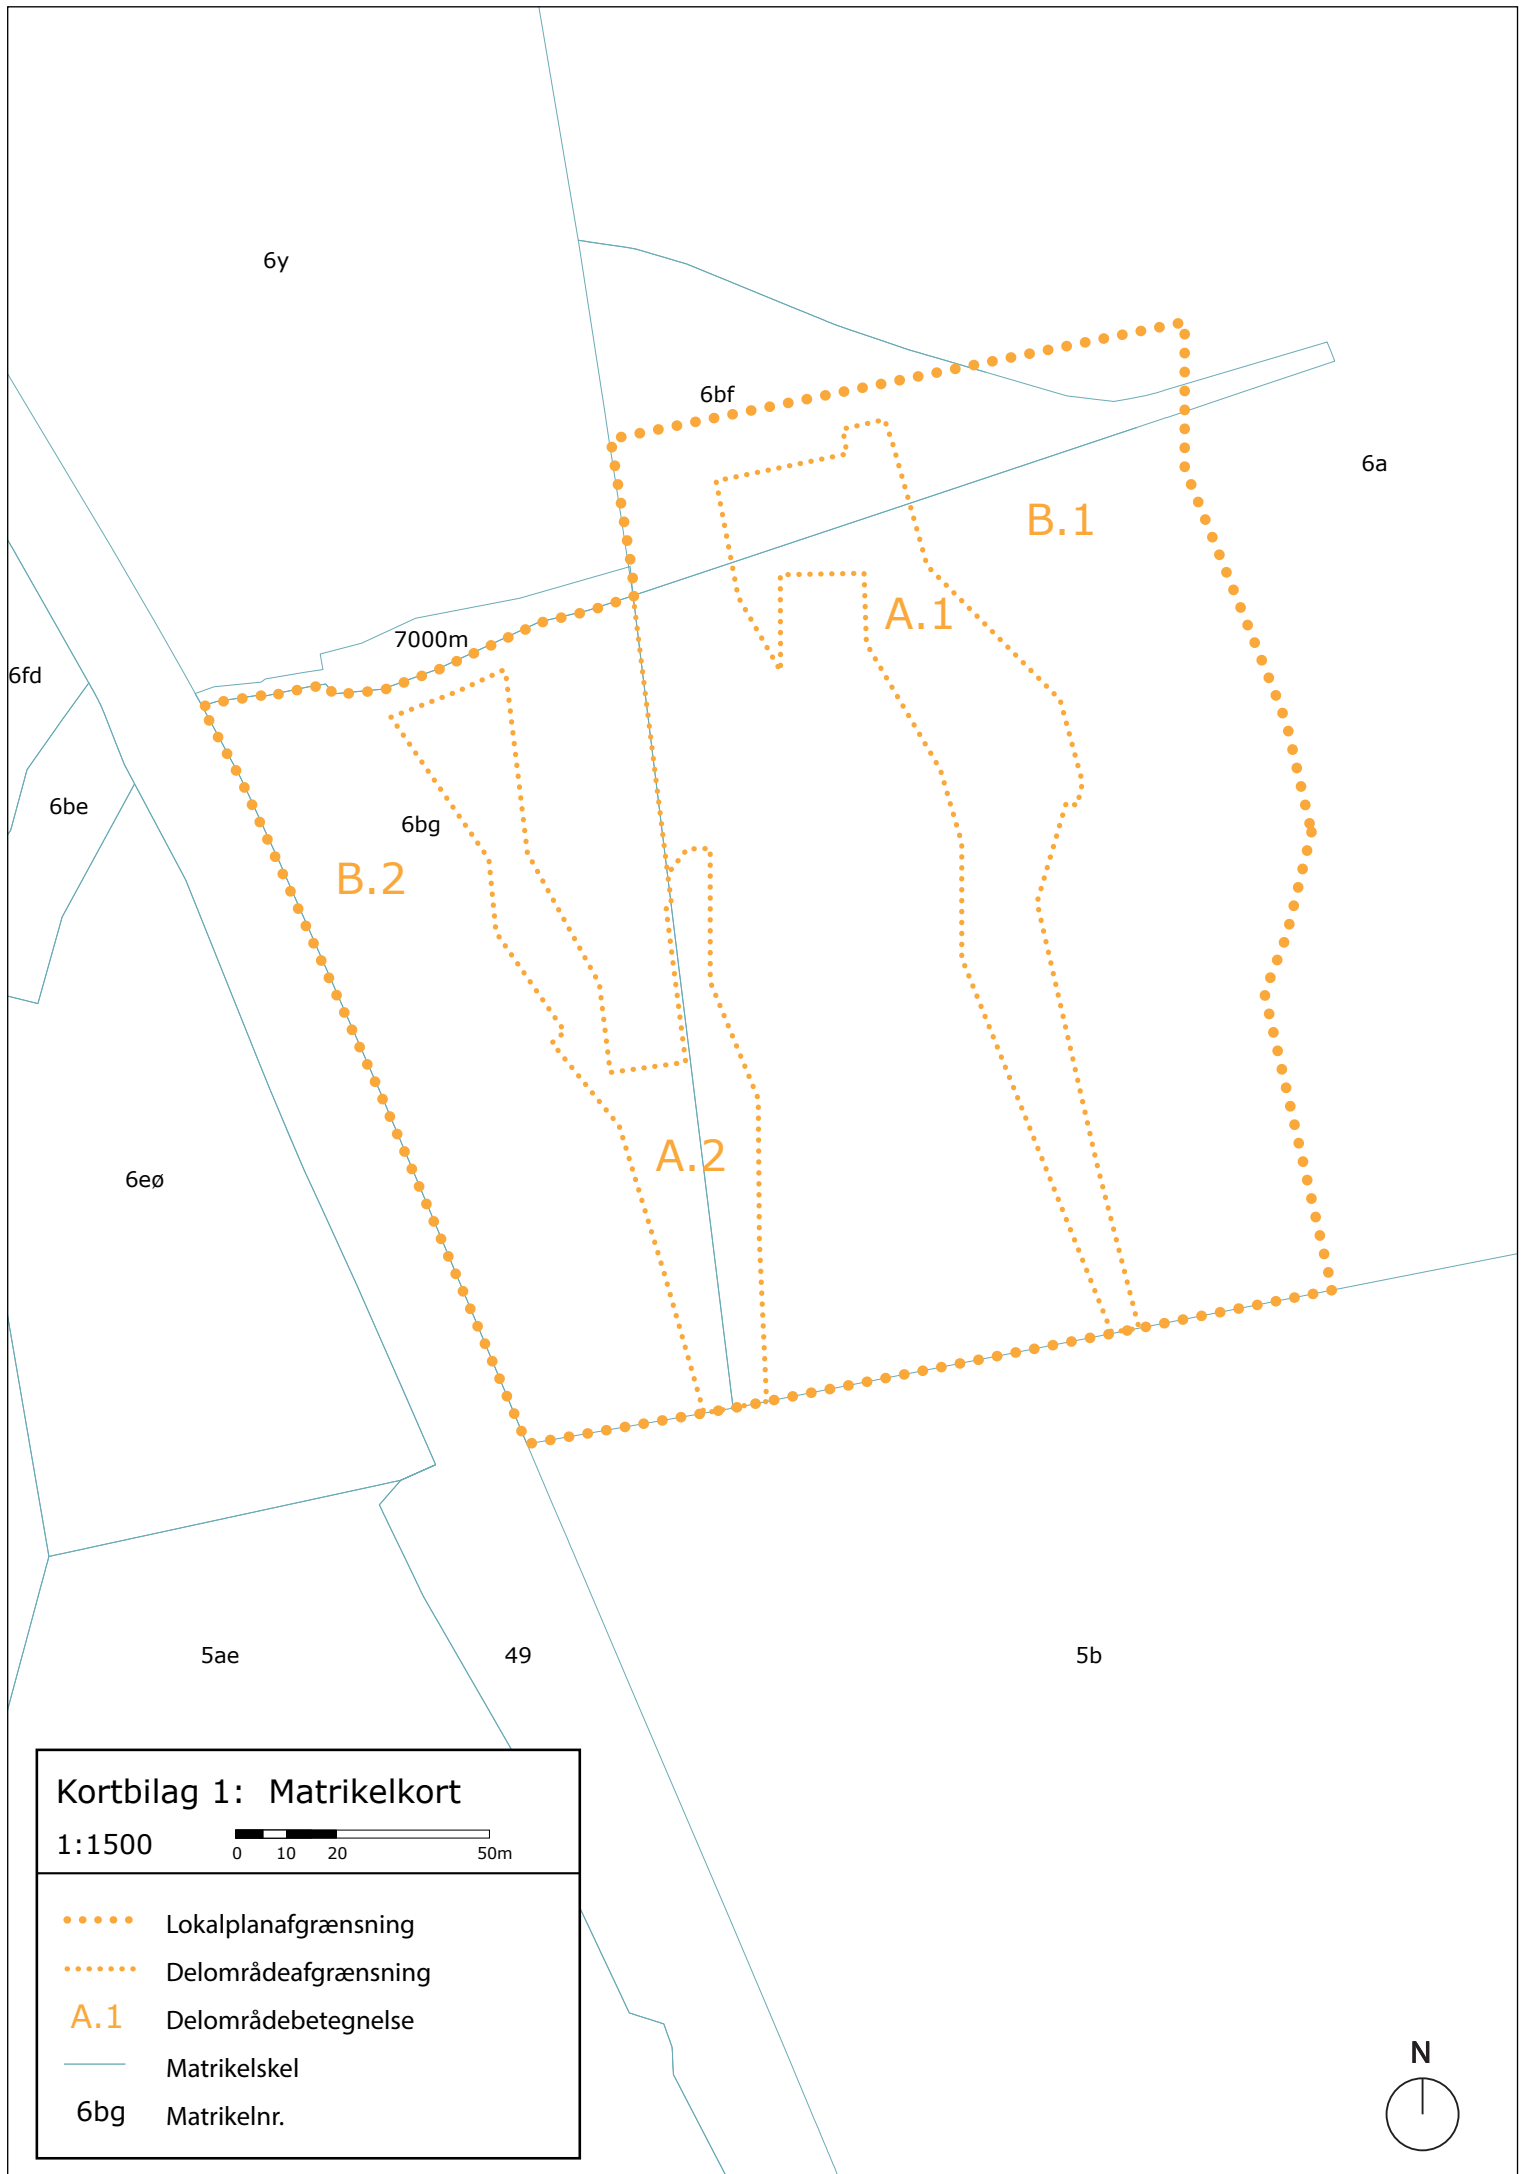 6y
6bf
6a
B.1
A.1
7000m
6fd
6be
6bg
B.2
A.2
6eø
5ae
49
5b
Kortbilag 1: Matrikelkort
1:1500
0 10 20 50m
Lokalplanafgrænsning
Delområdeafgrænsning
A.1 Delområdebetegnelse
Matrikelskel
6bg Matrikelnr.
N